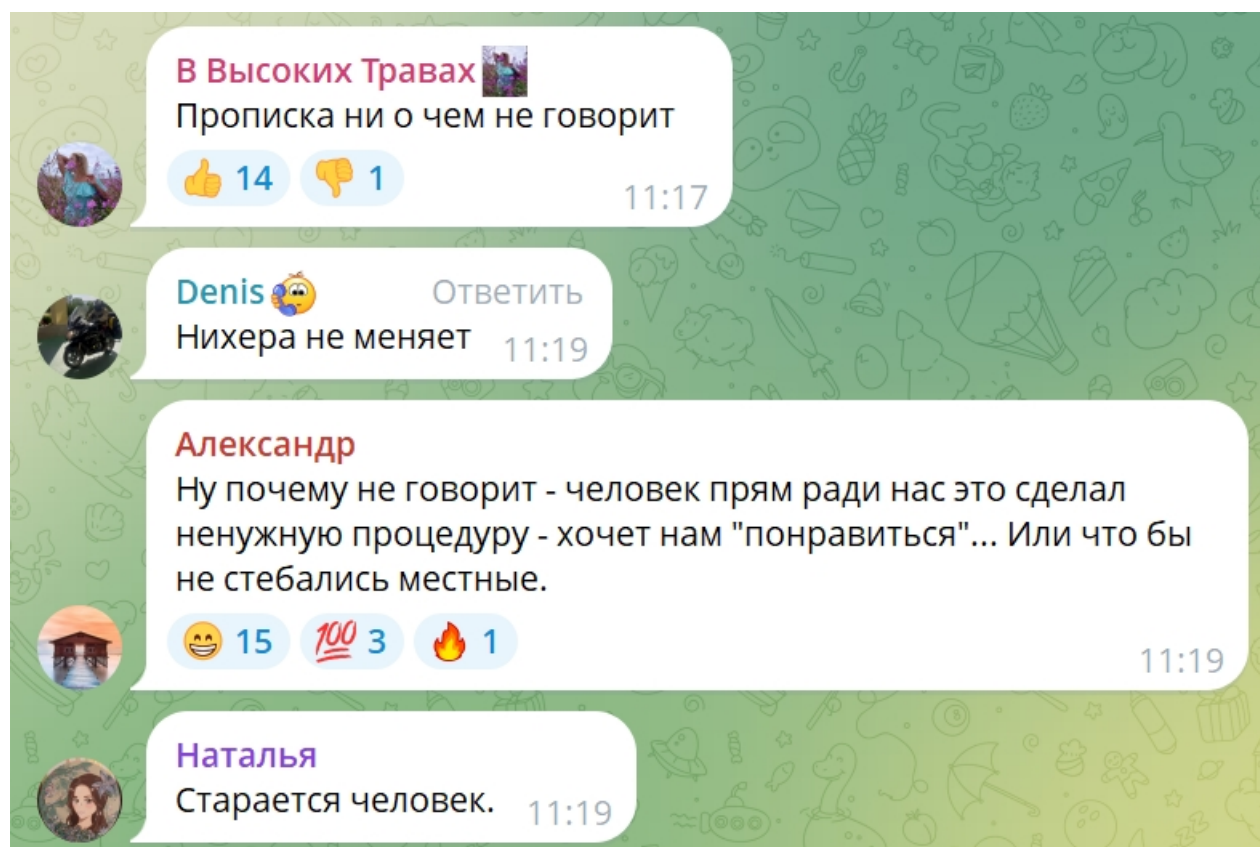 В Высоких Травах
Прописка ни о чем не говорит
👍 14 👎 1
11:17
Denis Ответить
Нихера не меняет 11:19
Александр
Ну почему не говорит - человек прям ради нас это сделал
ненужную процедуру - хочет нам "понравиться"... Или что бы
не стебались местные.
😁 15 💯 3 🔥 1
11:19
Наталья
Старается человек. 11:19